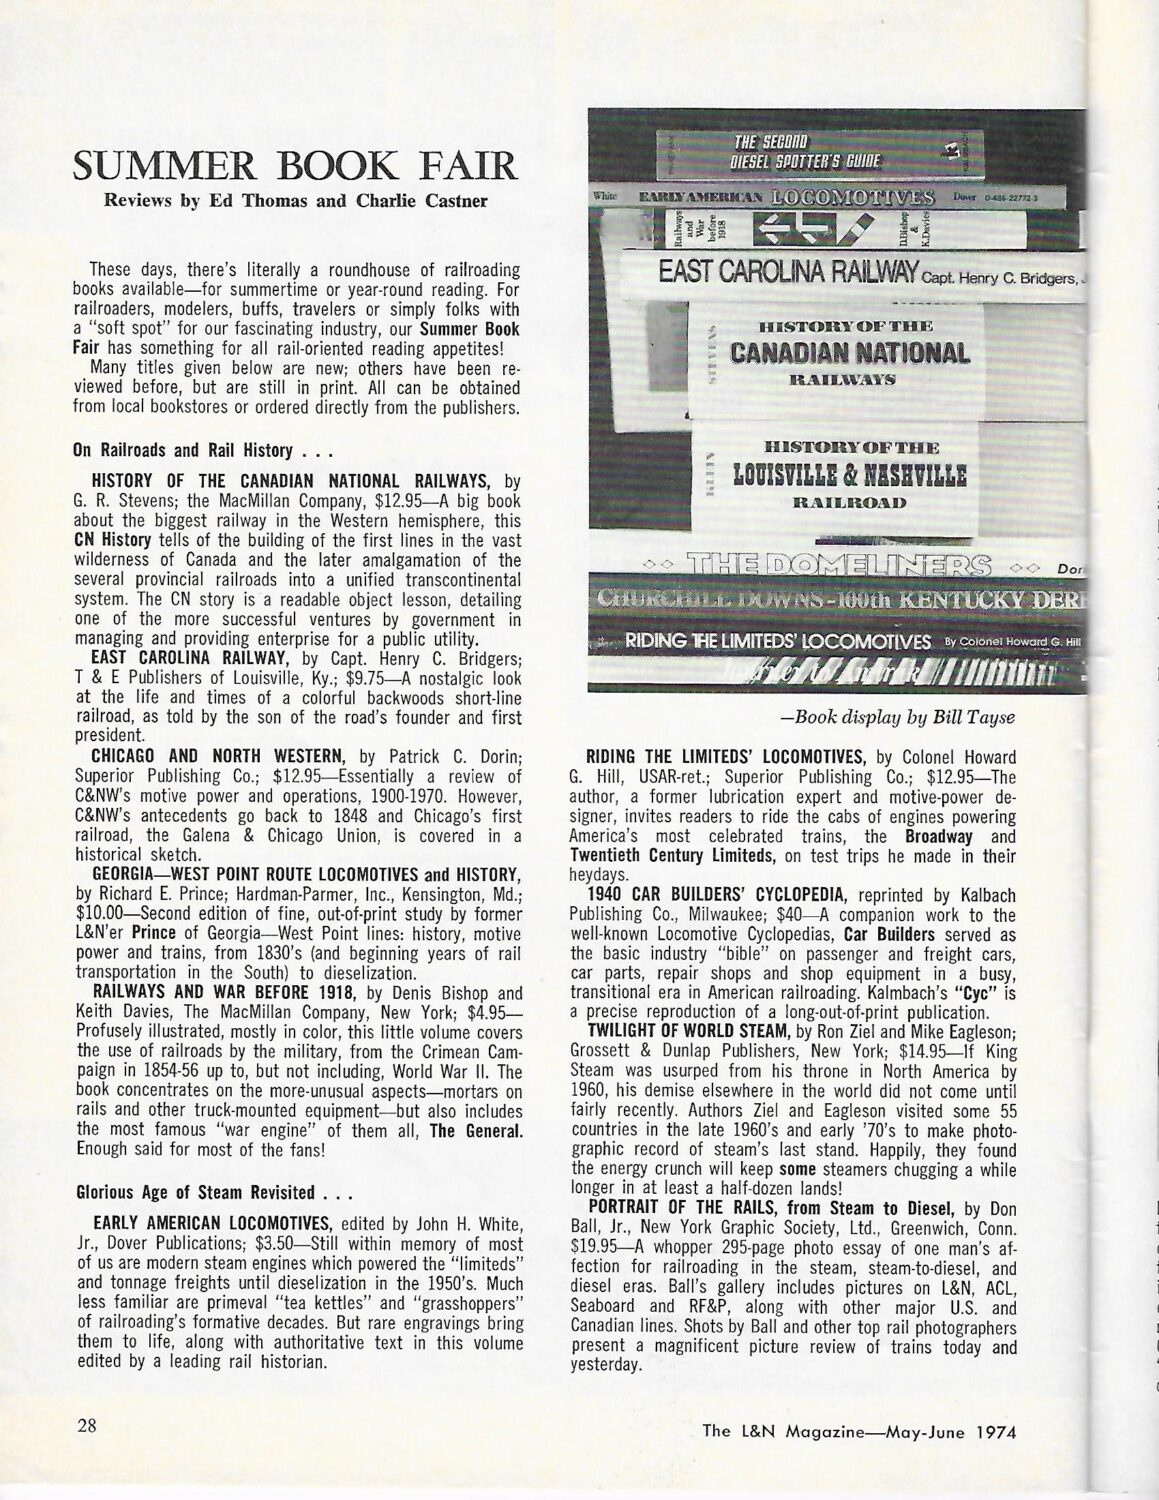 SUMMER BOOK FAIR
Reviews by Ed Thomas and Charlie Castner
These days, there's literally a roundhouse of railroading
books available—for summertime or year-round reading. For
railroaders, modelers, buffs, travelers or simply folks with
a "soft spot" for our fascinating industry, our Summer Book
Fair has something for all rail-oriented reading appetites!
Many titles given below are new; others have been re-
viewed before, but are still in print. All can be obtained
from local bookstores or ordered directly from the publishers.
On Railroads and Rail History . . .
HISTORY OF THE CANADIAN NATIONAL RAILWAYS, by
G. R. Stevens; the MacMillan Company, $12.95—A big book
about the biggest railway in the Western hemisphere, this
CN History tells of the building of the first lines in the vast
wilderness of Canada and the later amalgamation of the
several provincial railroads into a unified transcontinental
system. The CN story is a readable object lesson, detailing
one of the more successful ventures by government in
managing and providing enterprise for a public utility.
EAST CAROLINA RAILWAY, by Capt. Henry C. Bridgers;
T & E Publishers of Louisville, Ky.; $9.75—A nostalgic look
at the life and times of a colorful backwoods short-line
railroad, as told by the son of the road's founder and first
president.
CHICAGO AND NORTH WESTERN, by Patrick C. Dorin;
Superior Publishing Co.; $12.95—Essentially a review of
C&NW's motive power and operations, 1900-1970. However,
C&NW's antecedents go back to 1848 and Chicago's first
railroad, the Galena & Chicago Union, is covered in a
historical sketch.
GEORGIA—WEST POINT ROUTE LOCOMOTIVES and HISTORY,
by Richard E. Prince; Hardman-Parmer, Inc., Kensington, Md.;
$10.00—Second edition of fine, out-of-print study by former
L&N'er Prince of Georgia—West Point lines: history, motive
power and trains, from 1830's (and beginning years of rail
transportation in the South) to dieselization.
RAILWAYS AND WAR BEFORE 1918, by Denis Bishop and
Keith Davies, The MacMillan Company, New York; $4.95—
Profusely illustrated, mostly in color, this little volume covers
the use of railroads by the military, from the Crimean Cam-
paign in 1854-56 up to, but not including, World War II. The
book concentrates on the more-unusual aspects—mortars on
rails and other truck-mounted equipment—but also includes
the most famous "war engine" of them all, The General.
Enough said for most of the fans!
Glorious Age of Steam Revisited . . .
EARLY AMERICAN LOCOMOTIVES, edited by John H. White,
Jr., Dover Publications; $3.50—Still within memory of most
of us are modern steam engines which powered the "limiteds"
and tonnage freights until dieselization in the 1950's. Much
less familiar are primeval "tea kettles" and "grasshoppers"
of railroading's formative decades. But rare engravings bring
them to life, along with authoritative text in this volume
edited by a leading rail historian.
THE SECOND
DIESEL SPOTTER'S GUIDE
White EARLY AMERICAN LOCOMOTIVES Dover 0-486-22772-3
Railways
and
War
before
1918
D.Bishop
&
K.Davies
EAST CAROLINA RAILWAY Capt. Henry C. Bridgers,
STEVENS
HISTORY OF THE
CANADIAN NATIONAL
RAILWAYS
KLEIN
HISTORY OF THE
LOUISVILLE & NASHVILLE
RAILROAD
THE DOMELINERS Dor
CHURCHILL DOWNS-100th KENTUCKY DER
RIDING THE LIMITEDS' LOCOMOTIVES By Colonel Howard G. Hill
—Book display by Bill Tayse
RIDING THE LIMITEDS' LOCOMOTIVES, by Colonel Howard
G. Hill, USAR-ret.; Superior Publishing Co.; $12.95—The
author, a former lubrication expert and motive-power de-
signer, invites readers to ride the cabs of engines powering
America's most celebrated trains, the Broadway and
Twentieth Century Limiteds, on test trips he made in their
heydays.
1940 CAR BUILDERS' CYCLOPEDIA, reprinted by Kalbach
Publishing Co., Milwaukee; $40—A companion work to the
well-known Locomotive Cyclopedias, Car Builders served as
the basic industry "bible" on passenger and freight cars,
car parts, repair shops and shop equipment in a busy,
transitional era in American railroading. Kalmbach's "Cyc" is
a precise reproduction of a long-out-of-print publication.
TWILIGHT OF WORLD STEAM, by Ron Ziel and Mike Eagleson;
Grossett & Dunlap Publishers, New York; $14.95—If King
Steam was usurped from his throne in North America by
1960, his demise elsewhere in the world did not come until
fairly recently. Authors Ziel and Eagleson visited some 55
countries in the late 1960's and early '70's to make photo-
graphic record of steam's last stand. Happily, they found
the energy crunch will keep some steamers chugging a while
longer in at least a half-dozen lands!
PORTRAIT OF THE RAILS, from Steam to Diesel, by Don
Ball, Jr., New York Graphic Society, Ltd., Greenwich, Conn.
$19.95—A whopper 295-page photo essay of one man's af-
fection for railroading in the steam, steam-to-diesel, and
diesel eras. Ball's gallery includes pictures on L&N, ACL,
Seaboard and RF&P, along with other major U.S. and
Canadian lines. Shots by Ball and other top rail photographers
present a magnificent picture review of trains today and
yesterday.
28
The L&N Magazine—May-June 1974